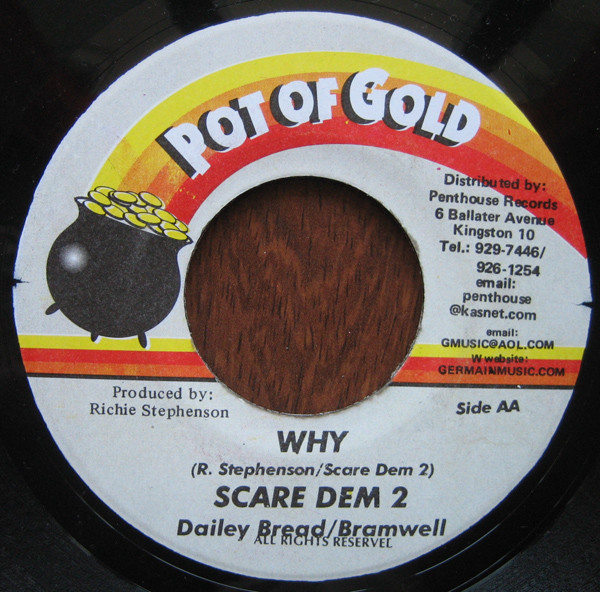 POT OF GOLD
Distributed by:
Penthouse Records
6 Ballater Avenue
Kingston 10
Tel.: 929-7446/
926-1254
email:
penthouse
@kasnet.com
email:
GMUSIC@AOL.COM
W website:
GERMAINMUSIC.COM
Produced by:
Richie Stephenson
Side AA
WHY
(R. Stephenson/Scare Dem 2)
SCARE DEM 2
Dailey Bread/Bramwell
ALL RIGHTS RESERVEL